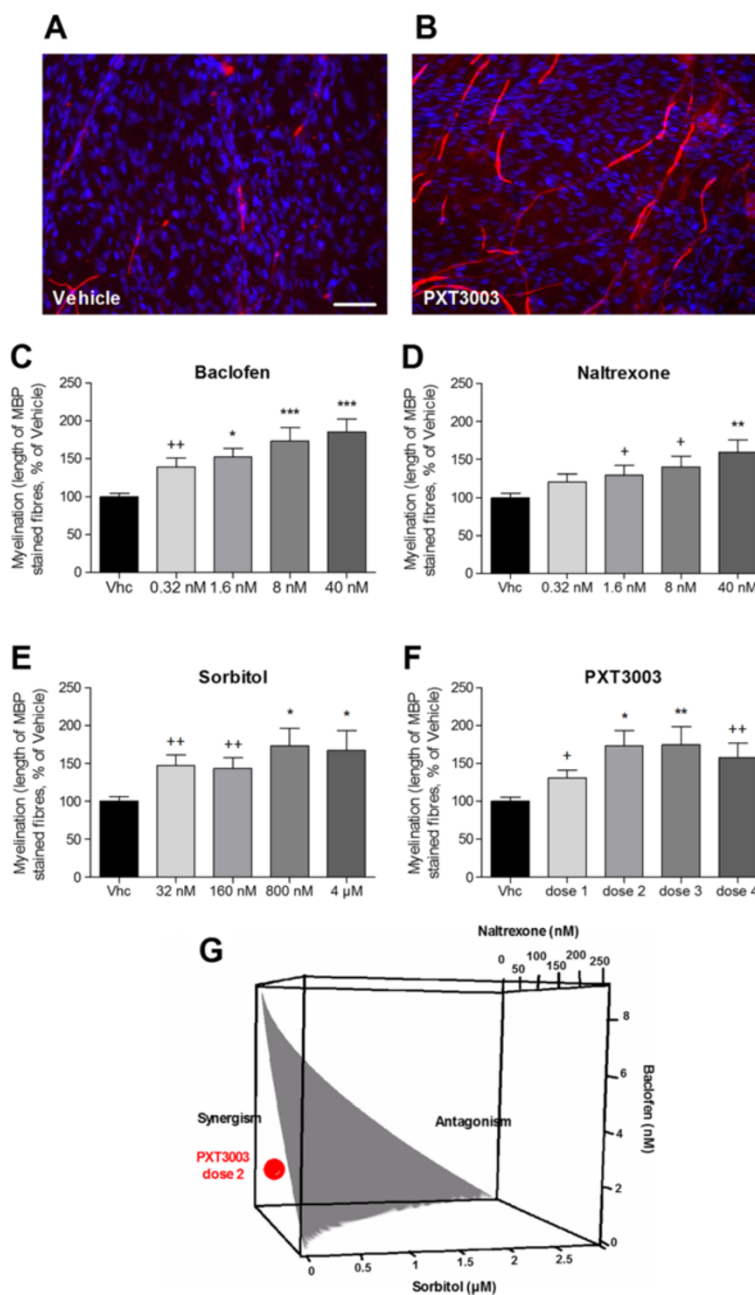 A
B
Vehicle
PXT3003
C
Baclofen
Myelination (length of MBP
stained fibres, % of Vehicle)
250
200
150
100
50
0
++
*
***
***
Vhc
0.32 nM
1.6 nM
8 nM
40 nM
D
Naltrexone
Myelination (length of MBP
stained fibres, % of Vehicle)
250
200
150
100
50
0
+
+
**
Vhc
0.32 nM
1.6 nM
8 nM
40 nM
E
Sorbitol
Myelination (length of MBP
stained fibres, % of Vehicle)
250
200
150
100
50
0
++
++
*
*
Vhc
32 nM
160 nM
800 nM
4 µM
F
PXT3003
Myelination (length of MBP
stained fibres, % of Vehicle)
250
200
150
100
50
0
+
*
**
++
Vhc
dose 1
dose 2
dose 3
dose 4
G
Naltrexone (nM)
0 50 100 150 200 250
8
6
4
2
0
Baclofen (nM)
Synergism
Antagonism
PXT3003
dose 2
0 0.5 1 1.5 2 2.5
Sorbitol (µM)